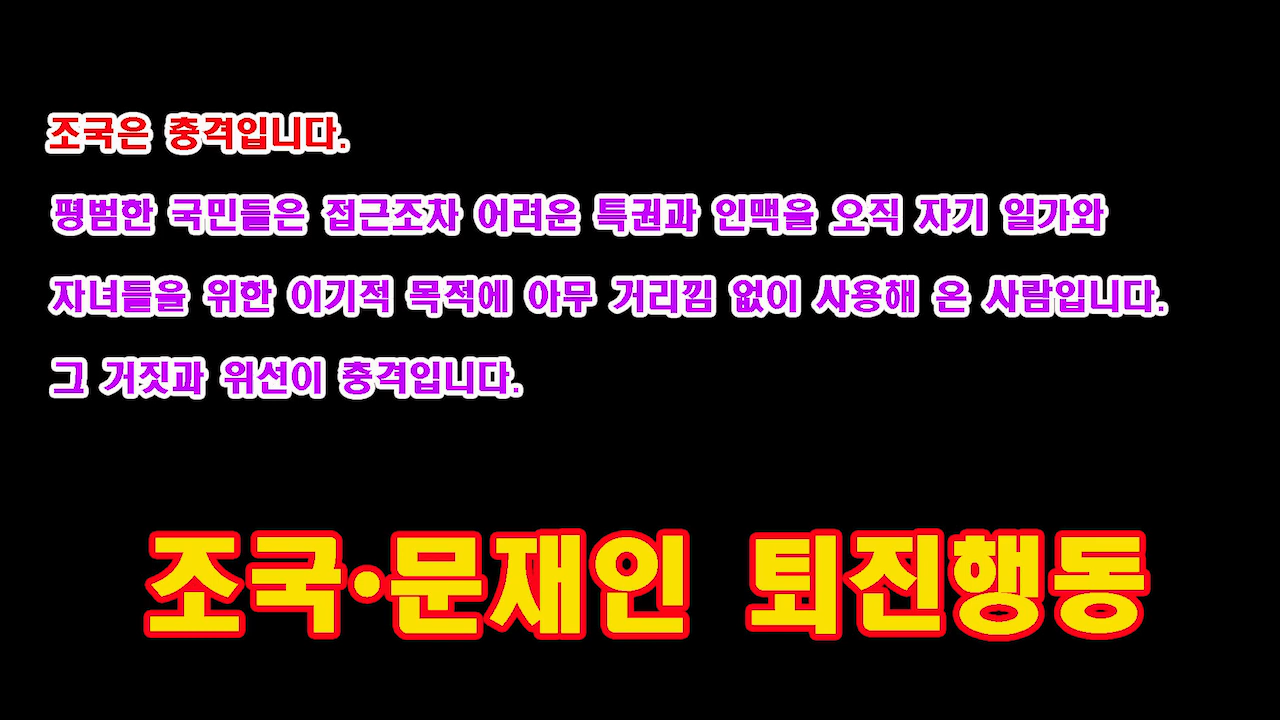 조국은 충격입니다.
평범한 국민들은 접근조차 어려운 특권과 인맥을 오직 자기 일가와
자녀들을 위한 이기적 목적에 아무 거리낌 없이 사용해 온 사람입니다.
그 거짓과 위선이 충격입니다.
조국·문재인 퇴진행동